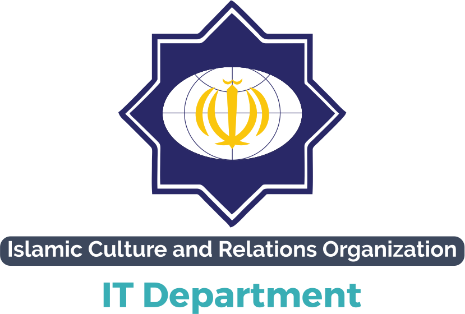 Islamic Culture and Relations Organization
IT Department